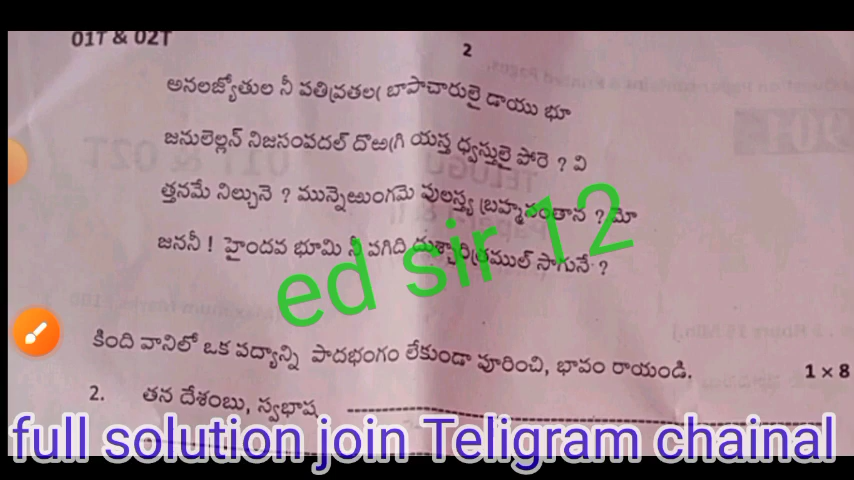 01T & 02T
2
అనలజ్యోతుల నీ పతివ్రతల( బాపాచారులై డాయు భూ
జనులెల్లన్ నిజసంపదల్ దొఱ(గి యస్త ధ్వస్తులై పోరె ? వి
త్తనమే నిల్చునె ? మున్నెఱుంగమె పులస్త్య బ్రహ్మసంతాన ? మో
జననీ ! హైందవ భూమి నీ పగిది దుశ్చారిత్రముల్ సాగునే ?
ed sir 12
కింది వానిలో ఒక పద్యాన్ని పాదభంగం లేకుండా పూరించి, భావం రాయండి.
1 × 8
2. తన దేశంబు, స్వభాష
full solution join Teligram chainal